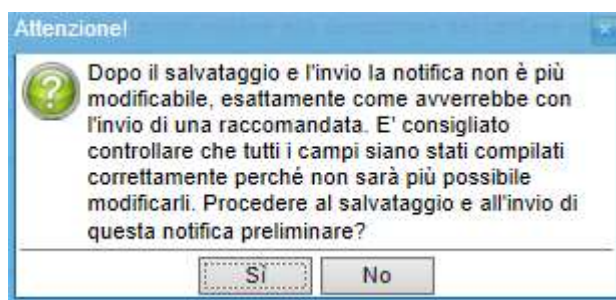 Attenzione!
Dopo il salvataggio e l'invio la notifica non è più
modificabile, esattamente come avverrebbe con
l'invio di una raccomandata. E' consigliato
controllare che tutti i campi siano stati compilati
correttamente perché non sarà più possibile
modificarli. Procedere al salvataggio e all'invio di
questa notifica preliminare?
Sì No